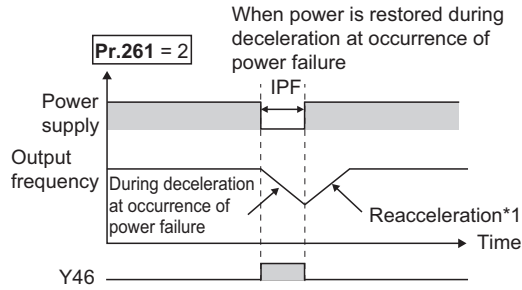 When power is restored during
deceleration at occurrence of
power failure
Pr.261 = 2
IPF
Power
supply
Output
frequency
During deceleration
at occurrence of
power failure
Reacceleration*1
Time
Y46